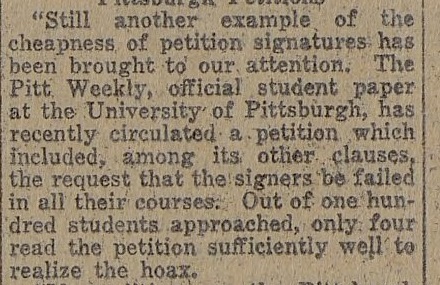 Pittsburgh Petitions
"Still another example of the
cheapness of petition signatures has
been brought to our attention. The
Pitt Weekly, official student paper
at the University of Pittsburgh, has
recently circulated a petition which
included, among its other clauses,
the request that the signers be failed
in all their courses. Out of one hun-
dred students approached, only four
read the petition sufficiently well to
realize the hoax.